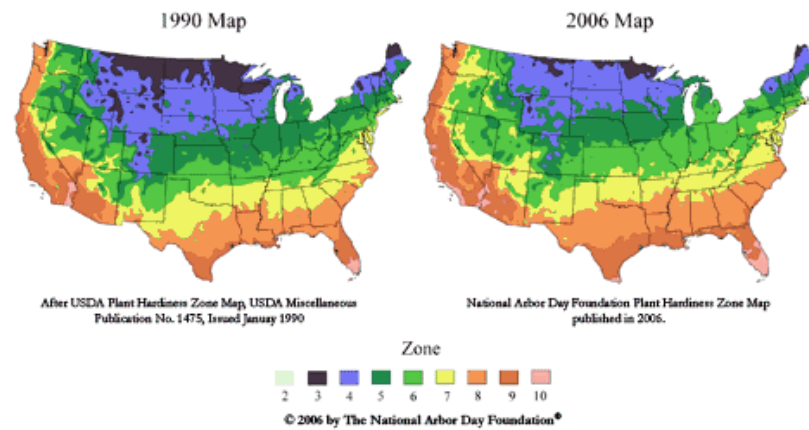 1990 Map
2006 Map
After USDA Plant Hardiness Zone Map, USDA Miscellaneous
Publication No. 1475, Issued Januay 1990
National Arbor Day Foundation Plant Hardiness Zone Map
published in 2006.
Zone
2 3 4 5 6 7 8 9 10
© 2006 by The National Arbor Day Foundation®